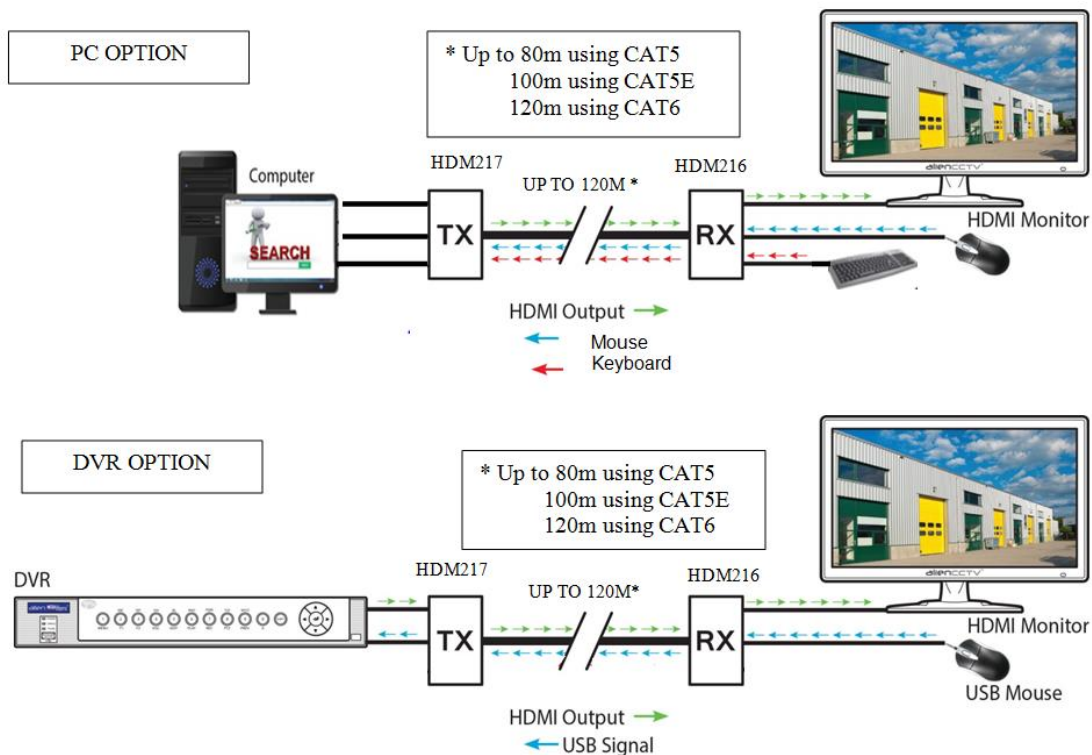 PC OPTION
* Up to 80m using CAT5
100m using CAT5E
120m using CAT6
HDM217
UP TO 120M *
HDM216
Computer
SEARCH
TX
RX
alienCCTV
HDMI Monitor
HDMI Output
Mouse
Keyboard
DVR OPTION
* Up to 80m using CAT5
100m using CAT5E
120m using CAT6
HDM217
UP TO 120M*
HDM216
DVR
TX
RX
alienCCTV
HDMI Monitor
USB Mouse
HDMI Output
USB Signal